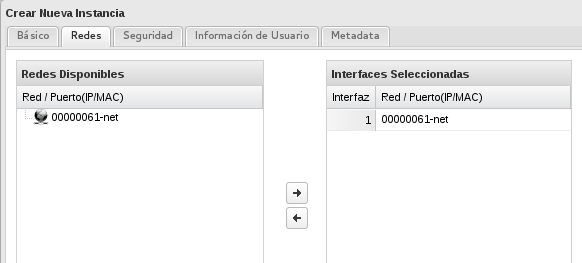 Crear Nueva Instancia
Básico Redes Seguridad Información de Usuario Metadata
Redes Disponibles
Red / Puerto(IP/MAC)
00000061-net
Interfaces Seleccionadas
Interfaz Red / Puerto(IP/MAC)
1 00000061-net